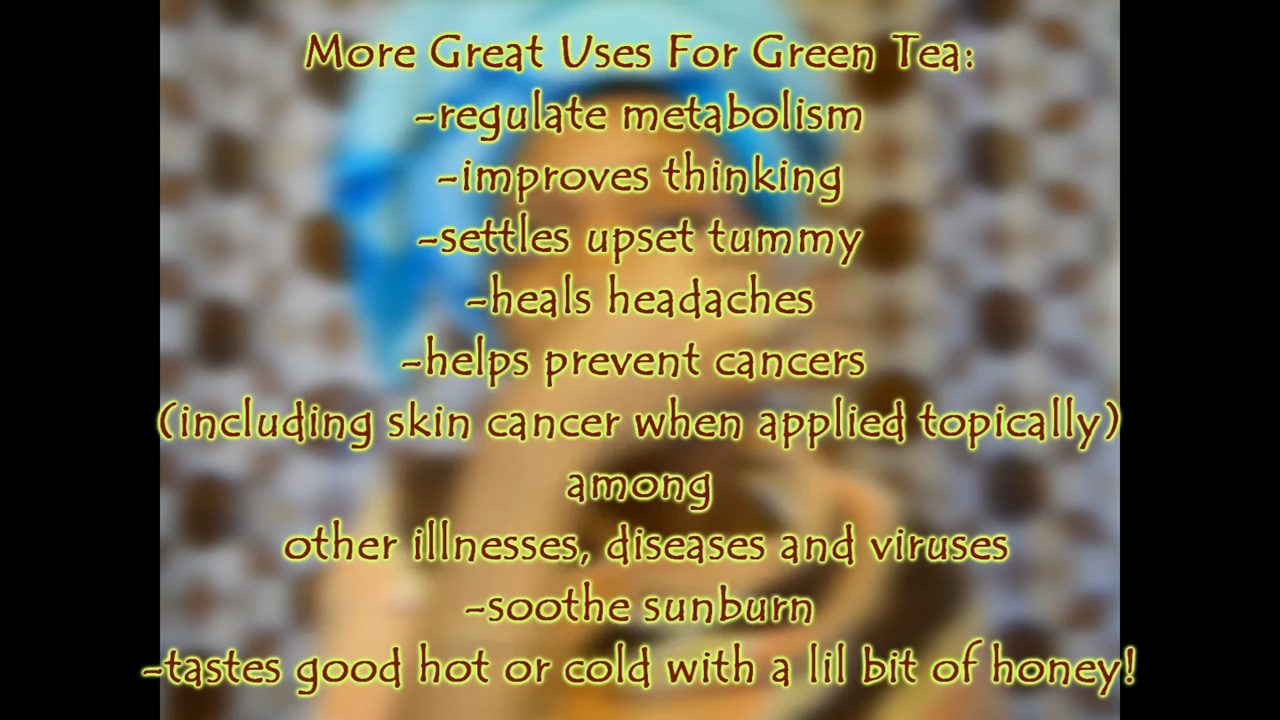 More Great Uses For Green Tea:
-regulate metabolism
-improves thinking
-settles upset tummy
-heals headaches
-helps prevent cancers
(including skin cancer when applied topically)
among
other illnesses, diseases and viruses
-soothe sunburn
-tastes good hot or cold with a lil bit of honey!